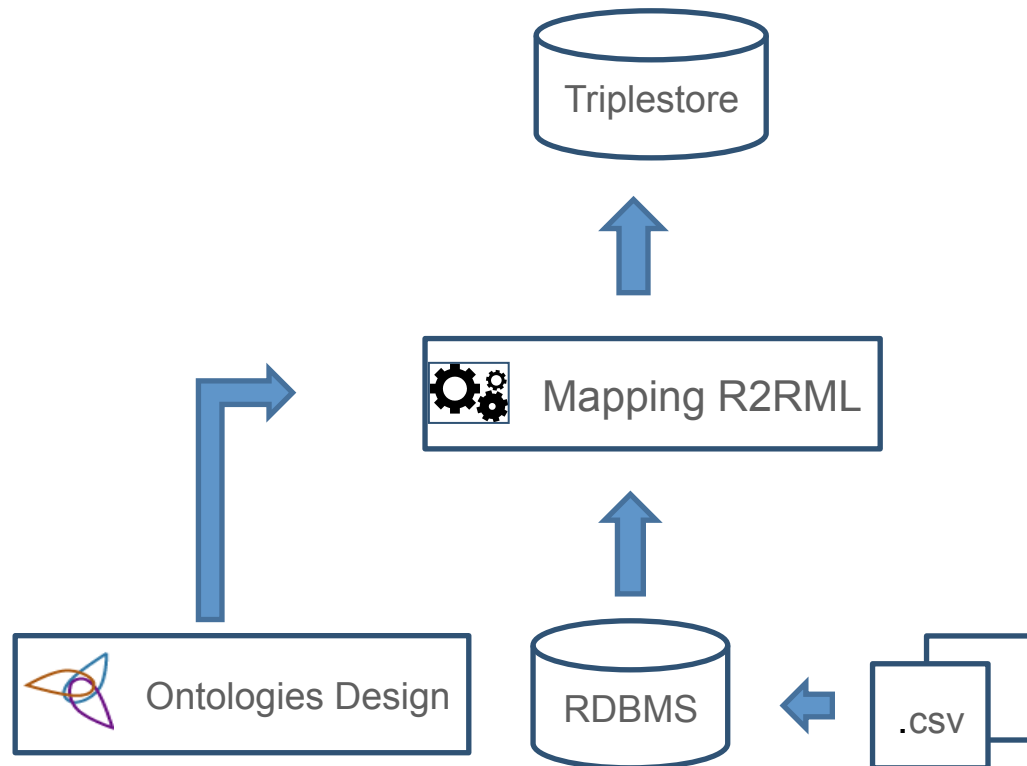 Triplestore
Mapping R2RML
Ontologies Design
RDBMS
.csv